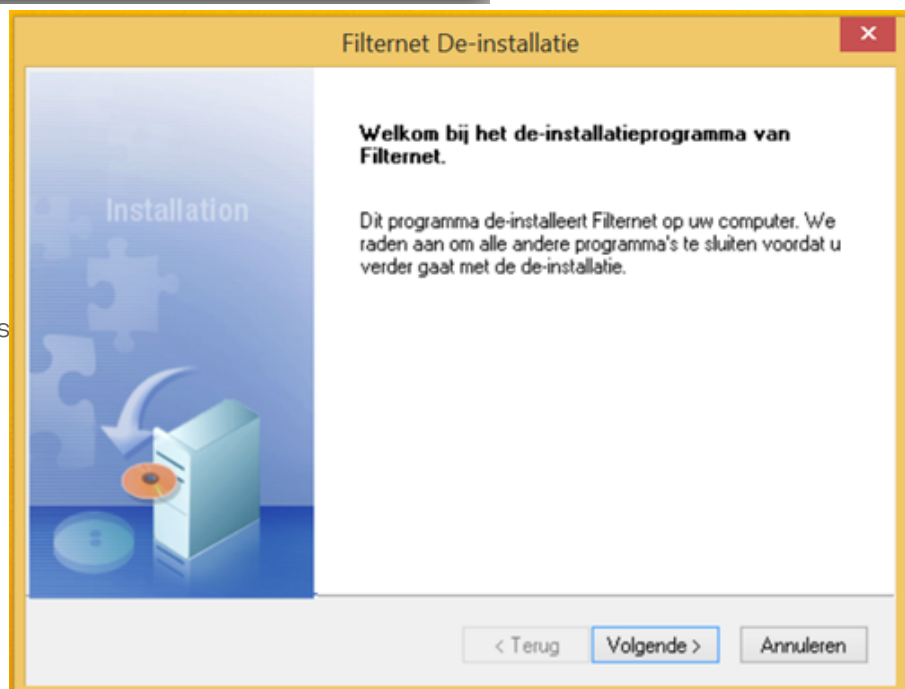 Filternet De-installatie
Installation
Welkom bij het de-installatieprogramma van
Filternet.
Dit programma de-installeert Filternet op uw computer. We
raden aan om alle andere programma's te sluiten voordat u
verder gaat met de de-installatie.
s
< Terug
Volgende >
Annuleren